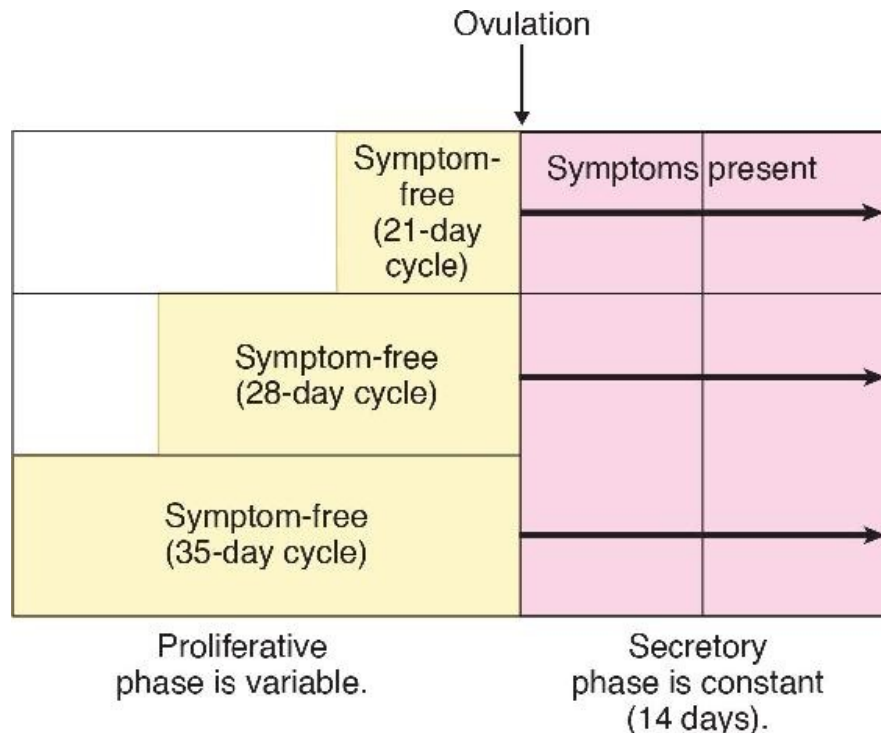 Ovulation
Symptom-
free
(21-day
cycle)
Symptoms present
Symptom-free
(28-day cycle)
Symptom-free
(35-day cycle)
Proliferative
phase is variable.
Secretory
phase is constant
(14 days).